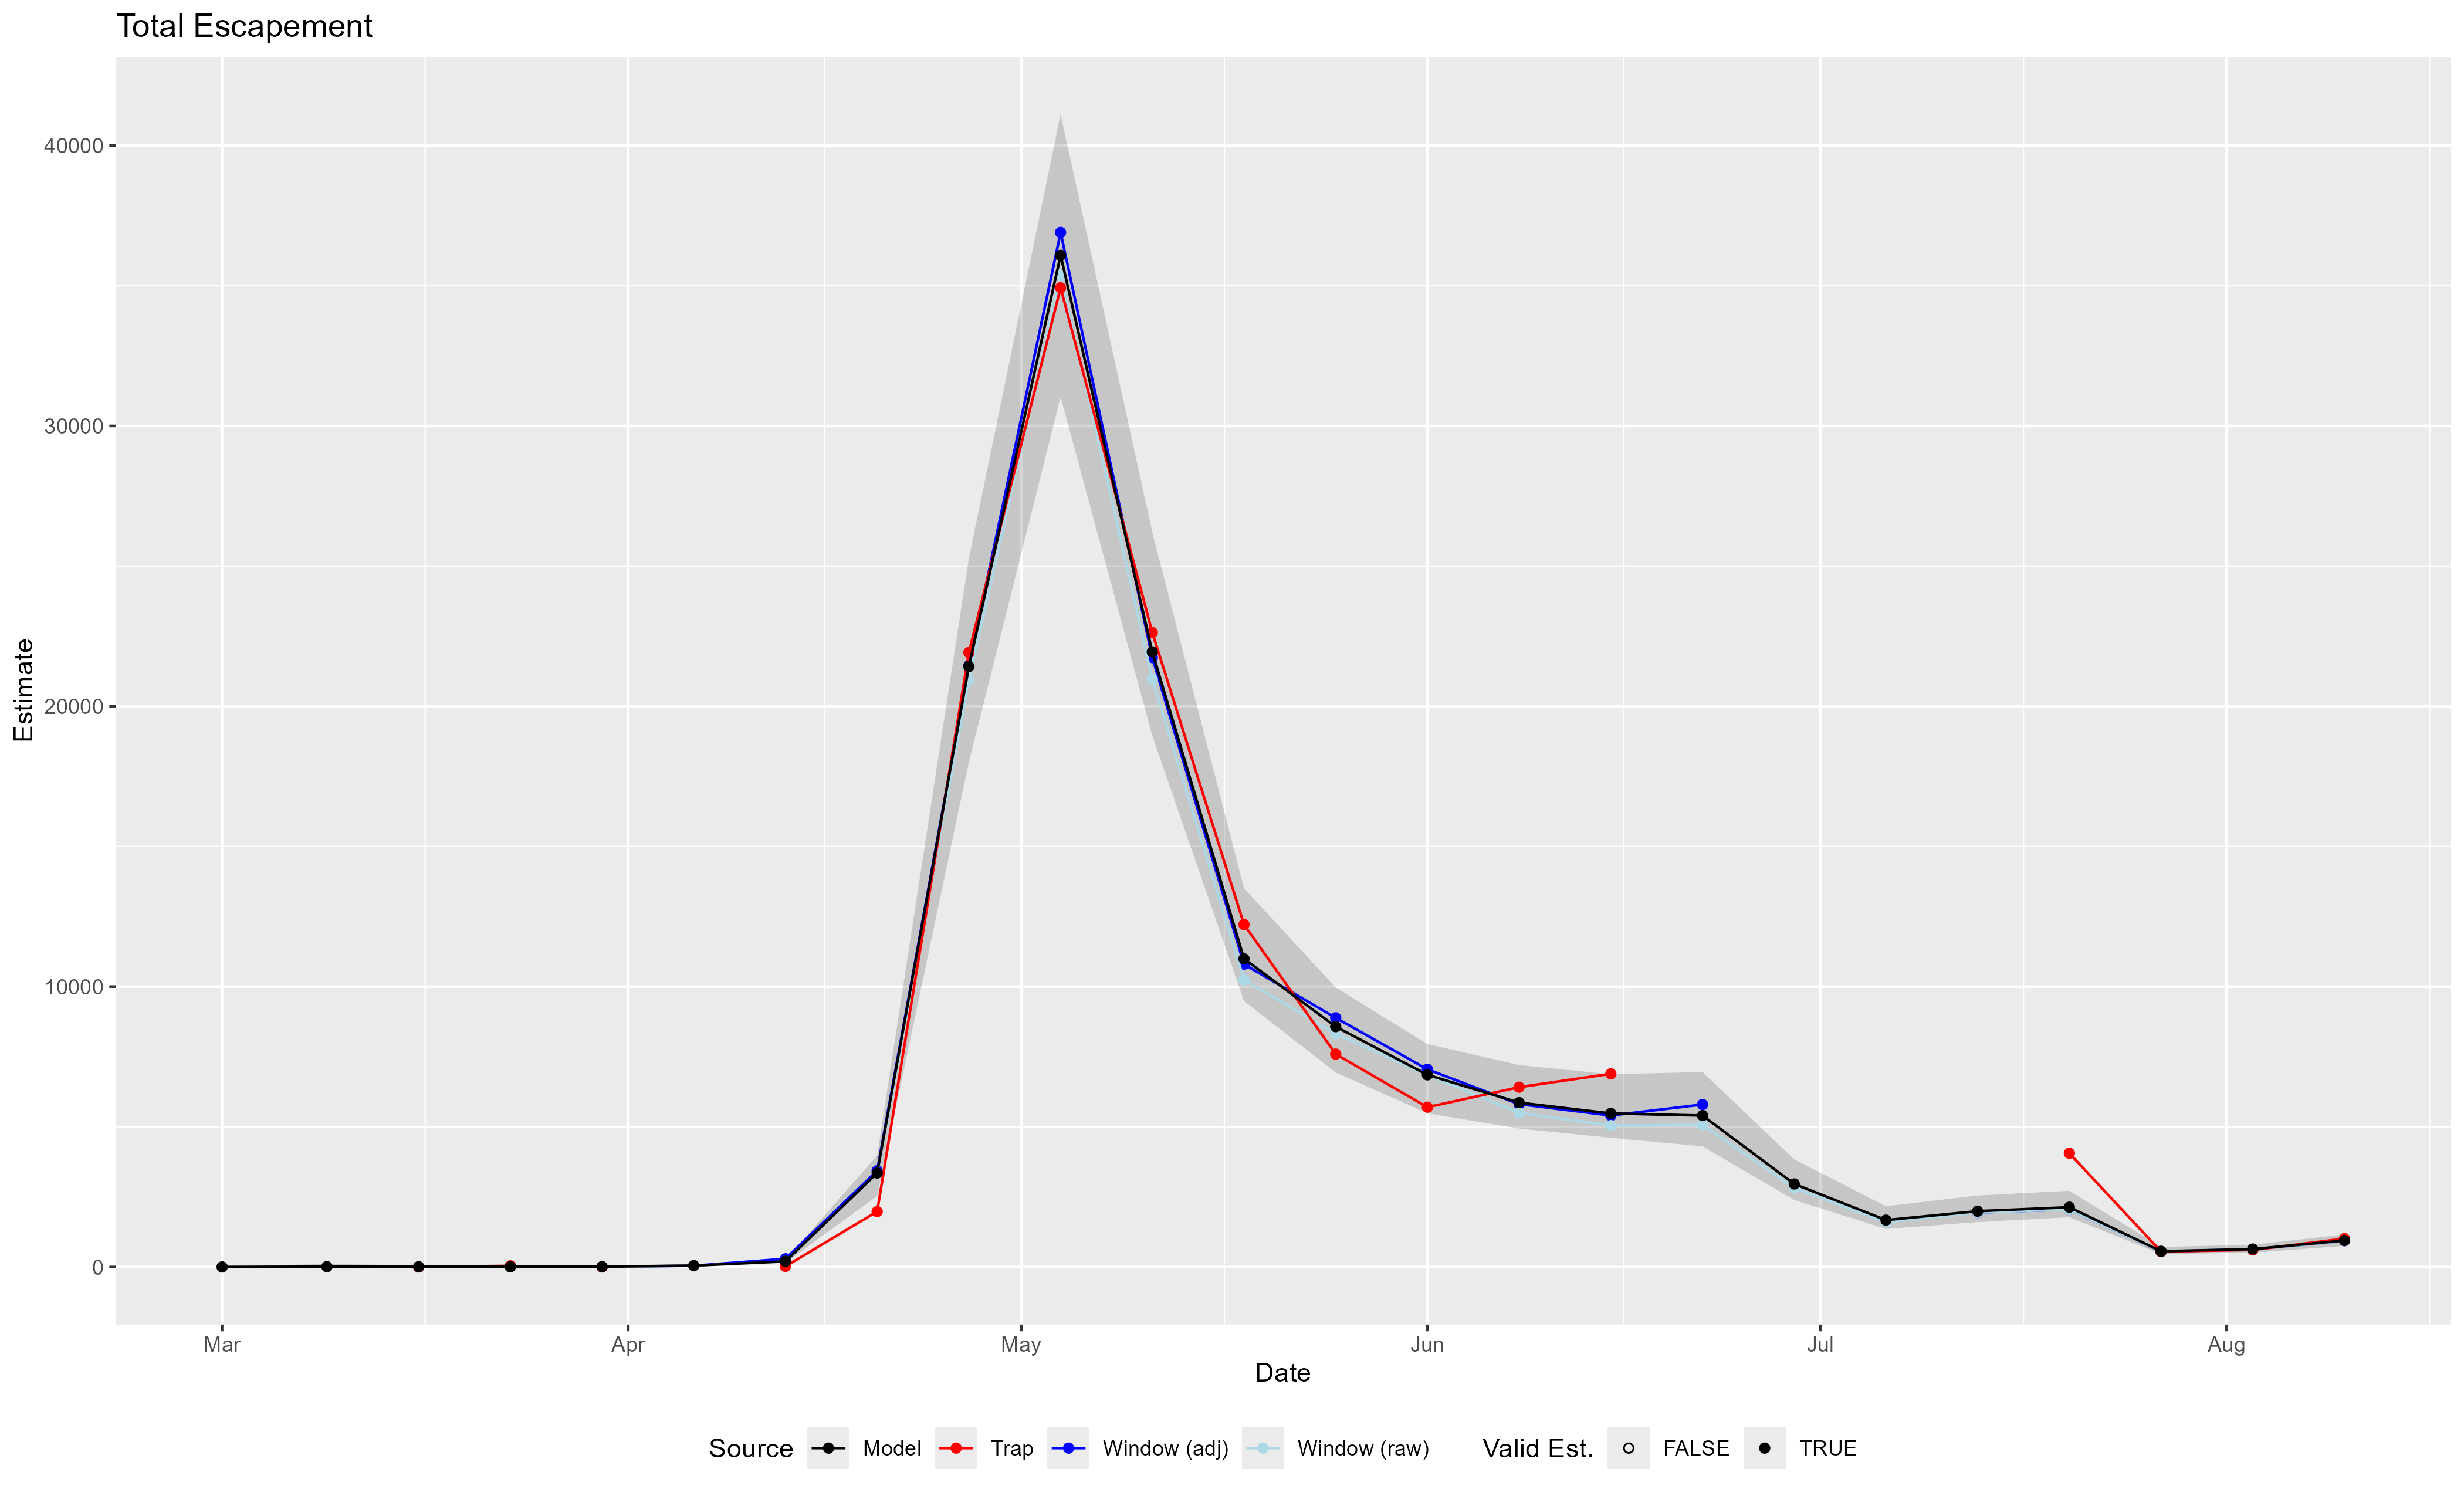 Total Escapement
Estimate
40000
30000
20000
10000
0
Mar Apr May Jun Jul Aug
Date
Source Model Trap Window (adj) Window (raw) Valid Est. FALSE TRUE